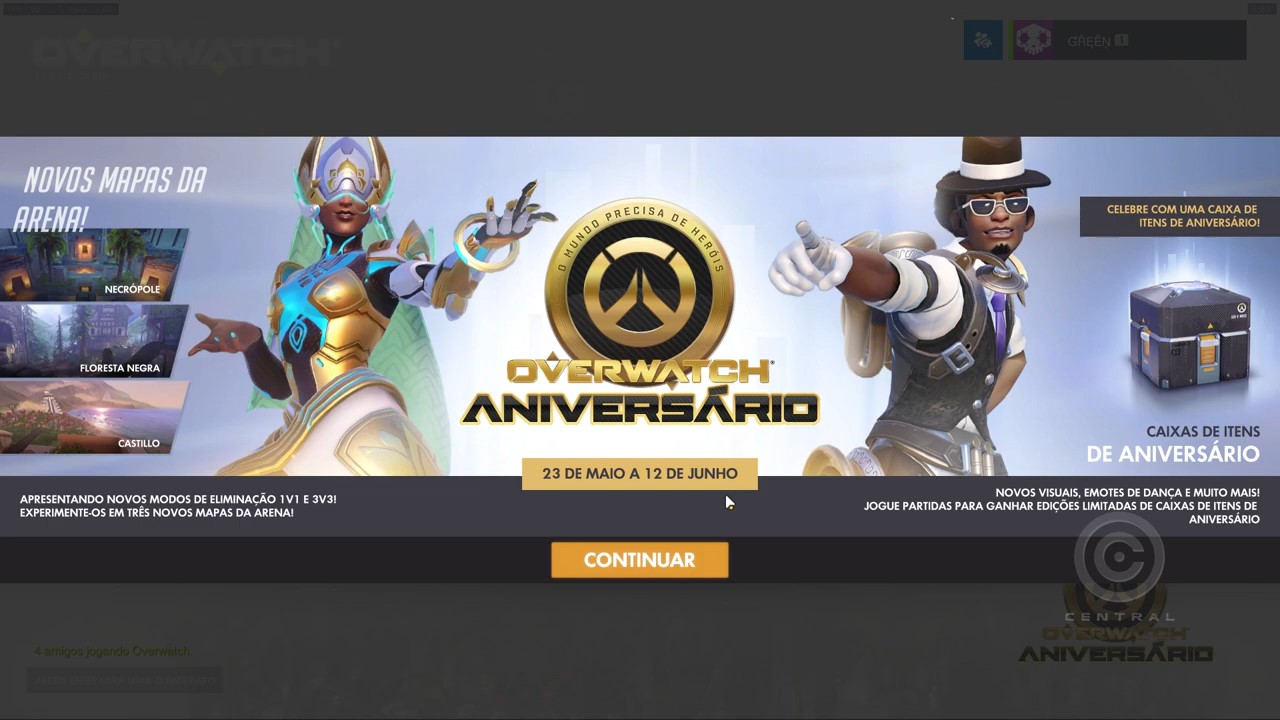 OVERWATCH
GREEN 1
NOVOS MAPAS DA
ARENA!
NECRÓPOLE
FLORESTA NEGRA
CASTILLO
O MUNDO PRECISA DE HERÓIS
OVERWATCH
ANIVERSÁRIO
23 DE MAIO A 12 DE JUNHO
CELEBRE COM UMA CAIXA DE
ITENS DE ANIVERSÁRIO!
CAIXAS DE ITENS
DE ANIVERSÁRIO
APRESENTANDO NOVOS MODOS DE ELIMINAÇÃO 1V1 E 3V3!
EXPERIMENTE-OS EM TRÊS NOVOS MAPAS DA ARENA!
NOVOS VISUAIS, EMOTES DE DANÇA E MUITO MAIS!
JOGUE PARTIDAS PARA GANHAR EDIÇÕES LIMITADAS DE CAIXAS DE ITENS DE
ANIVERSÁRIO
CONTINUAR
CENTRAL
OVERWATCH
ANIVERSÁRIO
4 amigos jogando Overwatch.